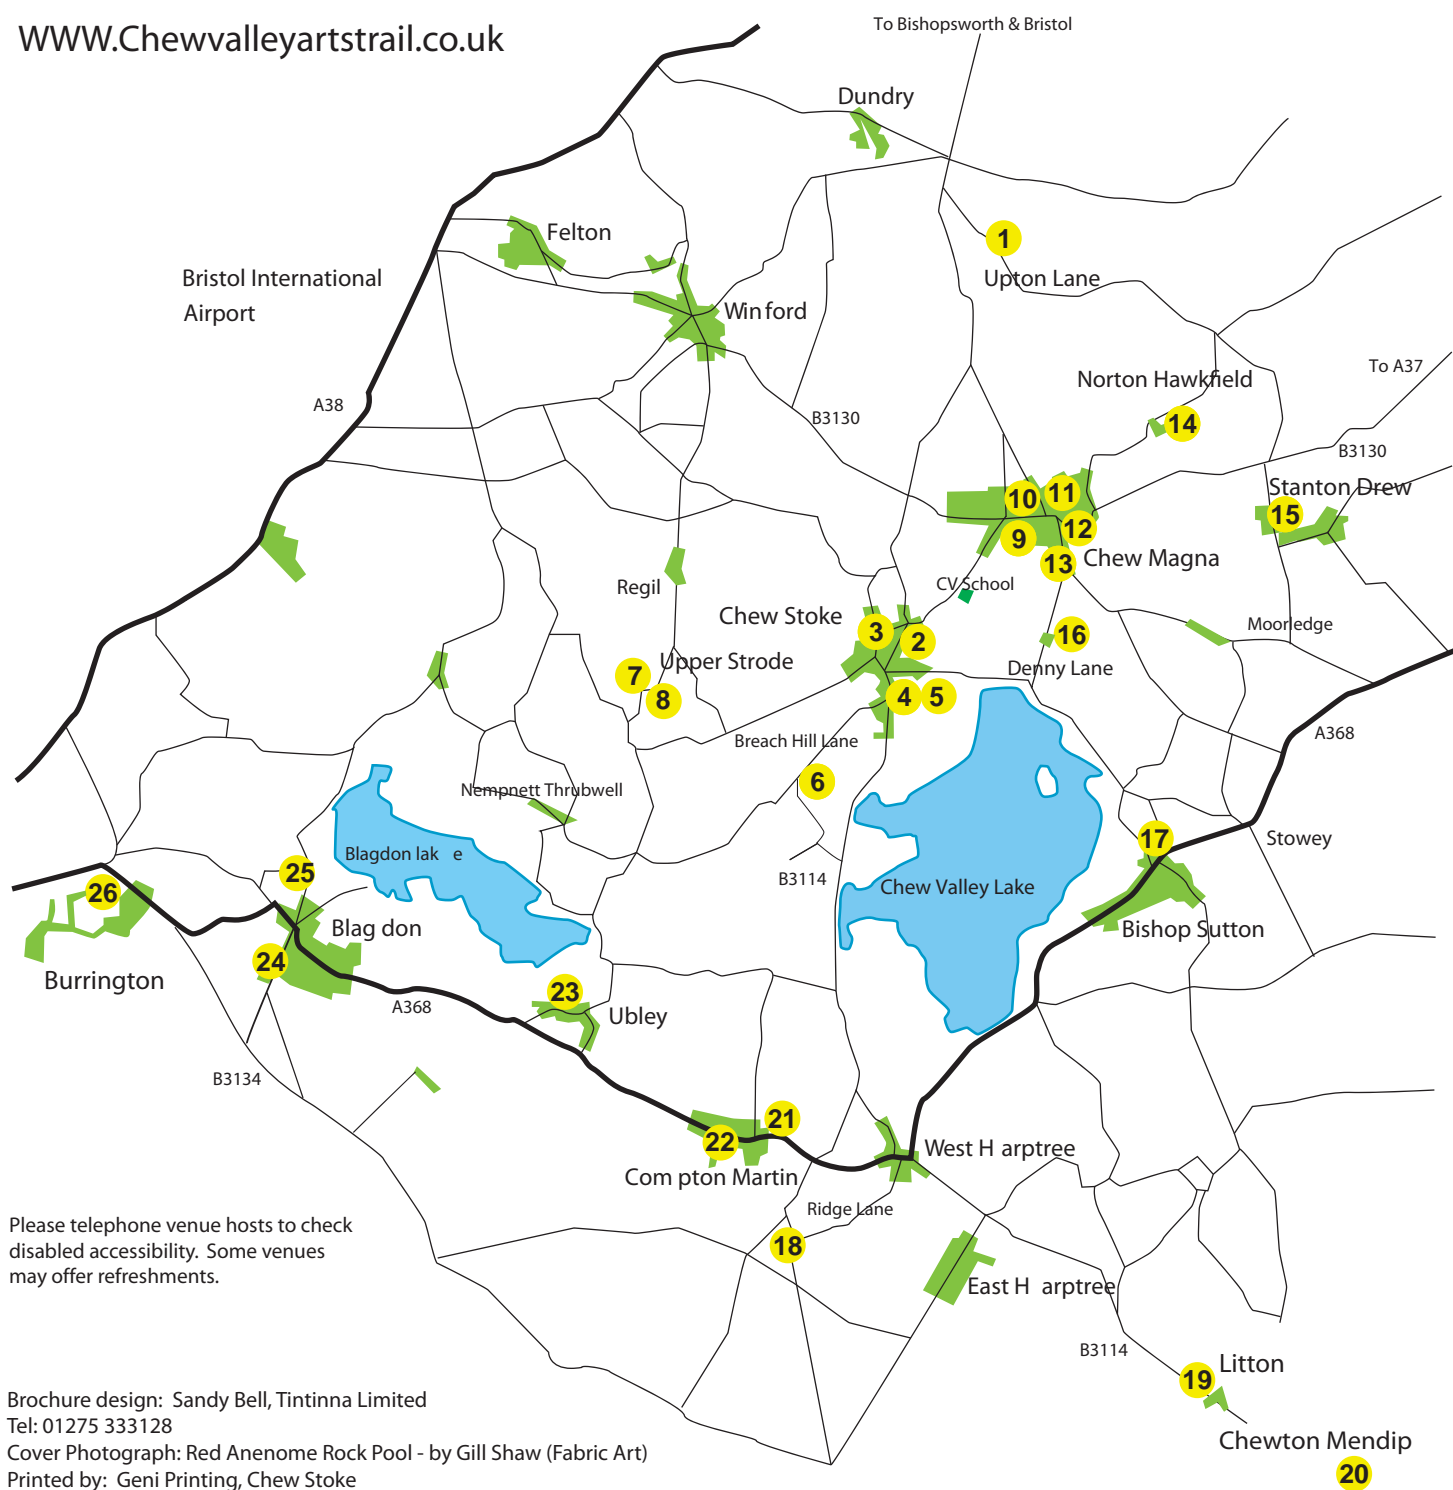 WWW.Chewvalleyartstrail.co.uk
To Bishopsworth & Bristol
Dundry
Felton
1
Bristol International
Airport
Upton Lane
Winford
To A37
Norton Hawkfield
A38
B3130
14
B3130
Stanton Drew
10
11
15
12
9
Chew Magna
13
CV School
Regil
Chew Stoke
3
2
16
Moorledge
Upper Strode
Denny Lane
7
8
4
5
A368
Breach Hill Lane
6
Nempnett Thrubwell
17
Stowey
Blagdon lak e
25
B3114
Chew Valley Lake
26
Blag don
Bishop Sutton
24
Burrington
23
A368
Ubley
B3134
21
22
West H arptree
Com pton Martin
Ridge Lane
Please telephone venue hosts to check
disabled accessibility. Some venues
may offer refreshments.
18
East H arptree
B3114
Litton
19
Brochure design: Sandy Bell, Tintinna Limited
Tel: 01275 333128
Cover Photograph: Red Anenome Rock Pool - by Gill Shaw (Fabric Art)
Printed by: Geni Printing, Chew Stoke
Chewton Mendip
20